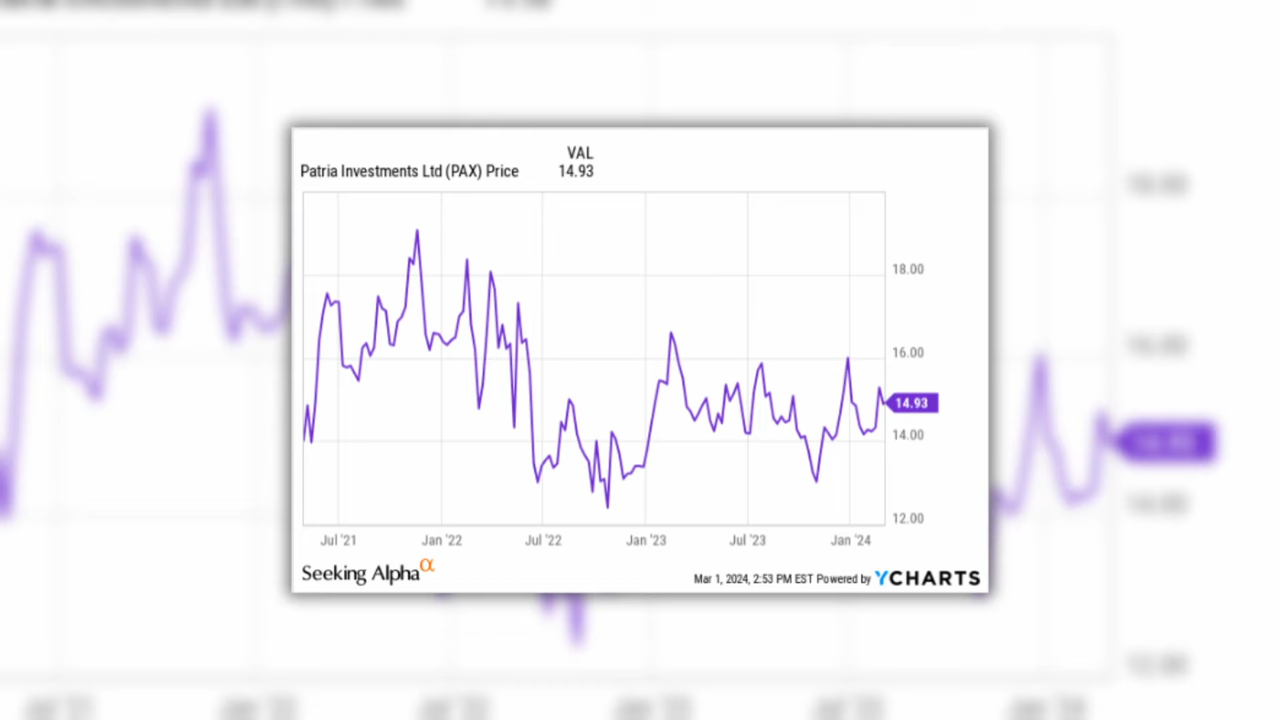 VAL
Patria Investments Ltd (PAX) Price 14.93
18.00
16.00
14.93
14.00
12.00
Jul '21 Jan '22 Jul '22 Jan '23 Jul '23 Jan '24
Seeking Alphaα
Mar 1, 2024, 2:53 PM EST Powered by YCHARTS